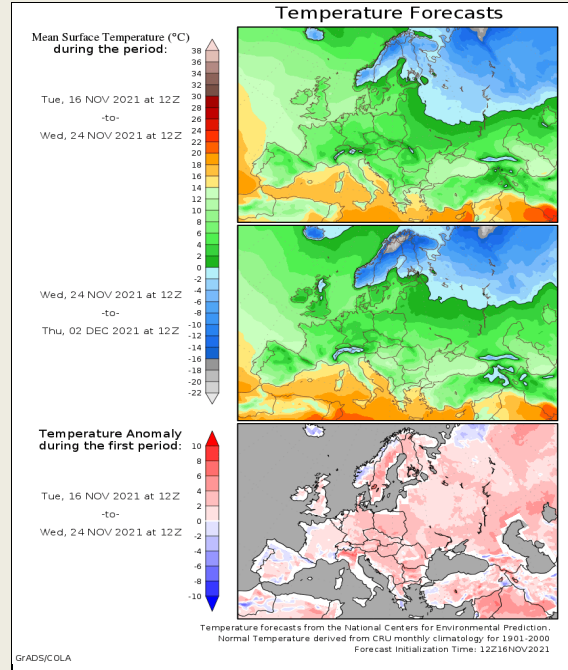 Temperature Forecasts
Mean Surface Temperature (°C)
during the period:
38
36
34
32
30
28
26
24
22
20
18
16
14
12
10
8
6
4
2
0
-2
-4
-6
-8
-10
-12
-14
-16
-18
-20
-22
Tue, 16 NOV 2021 at 12Z
-to-
Wed, 24 NOV 2021 at 12Z
Wed, 24 NOV 2021 at 12Z
-to-
Thu, 02 DEC 2021 at 12Z
Temperature Anomaly
during the first period:
10
8
6
4
2
0
-2
-4
-6
-8
-10
Tue, 16 NOV 2021 at 12Z
-to-
Wed, 24 NOV 2021 at 12Z
Temperature forecasts from the National Centers for Environmental Prediction.
Normal Temperature derived from CRU monthly climatology for 1901-2000
Forecast Initialization Time: 12Z16NOV2021
GrADS/COLA